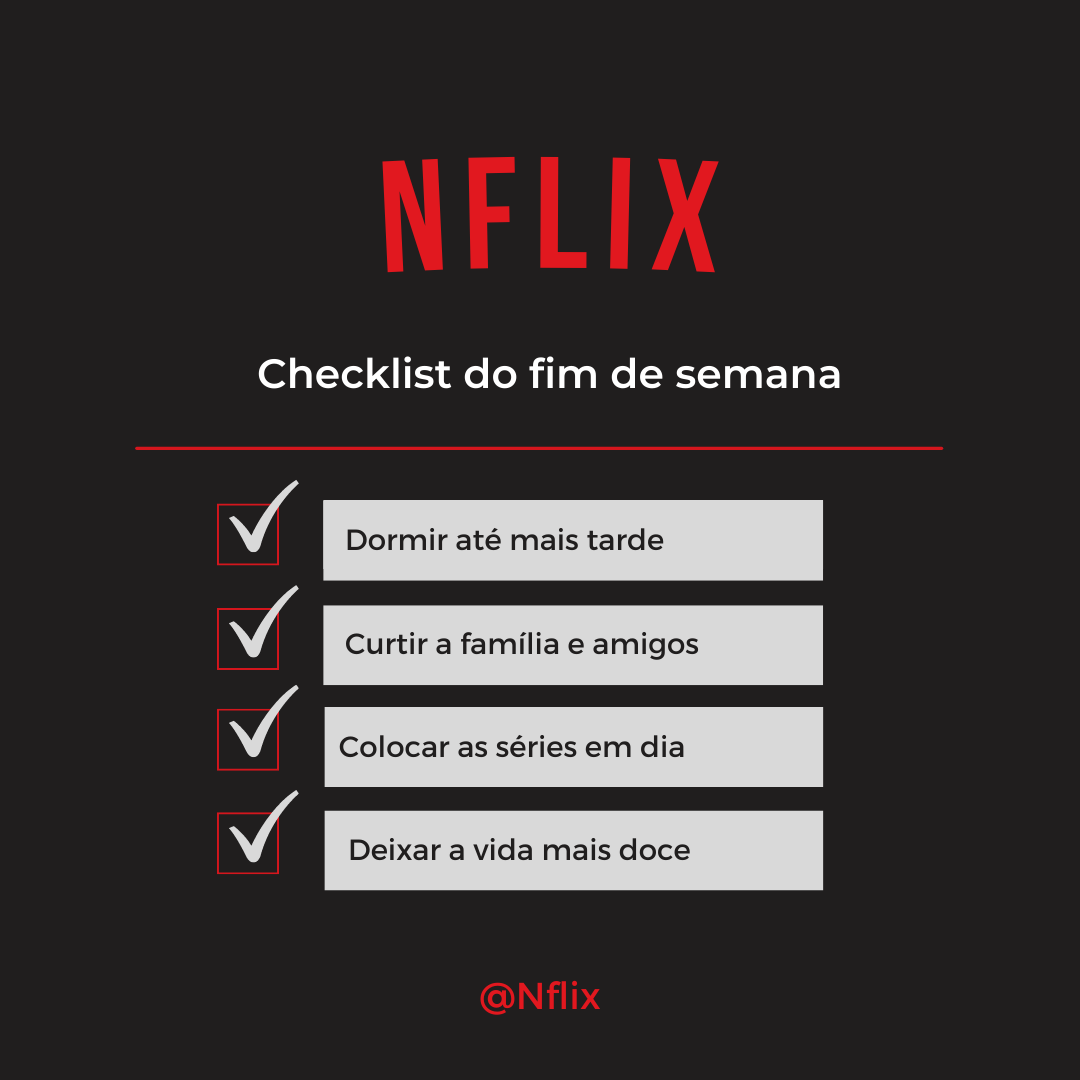 NFLIX
Checklist do fim de semana
Dormir até mais tarde
Curtir a família e amigos
Colocar as séries em dia
Deixar a vida mais doce
@Nflix